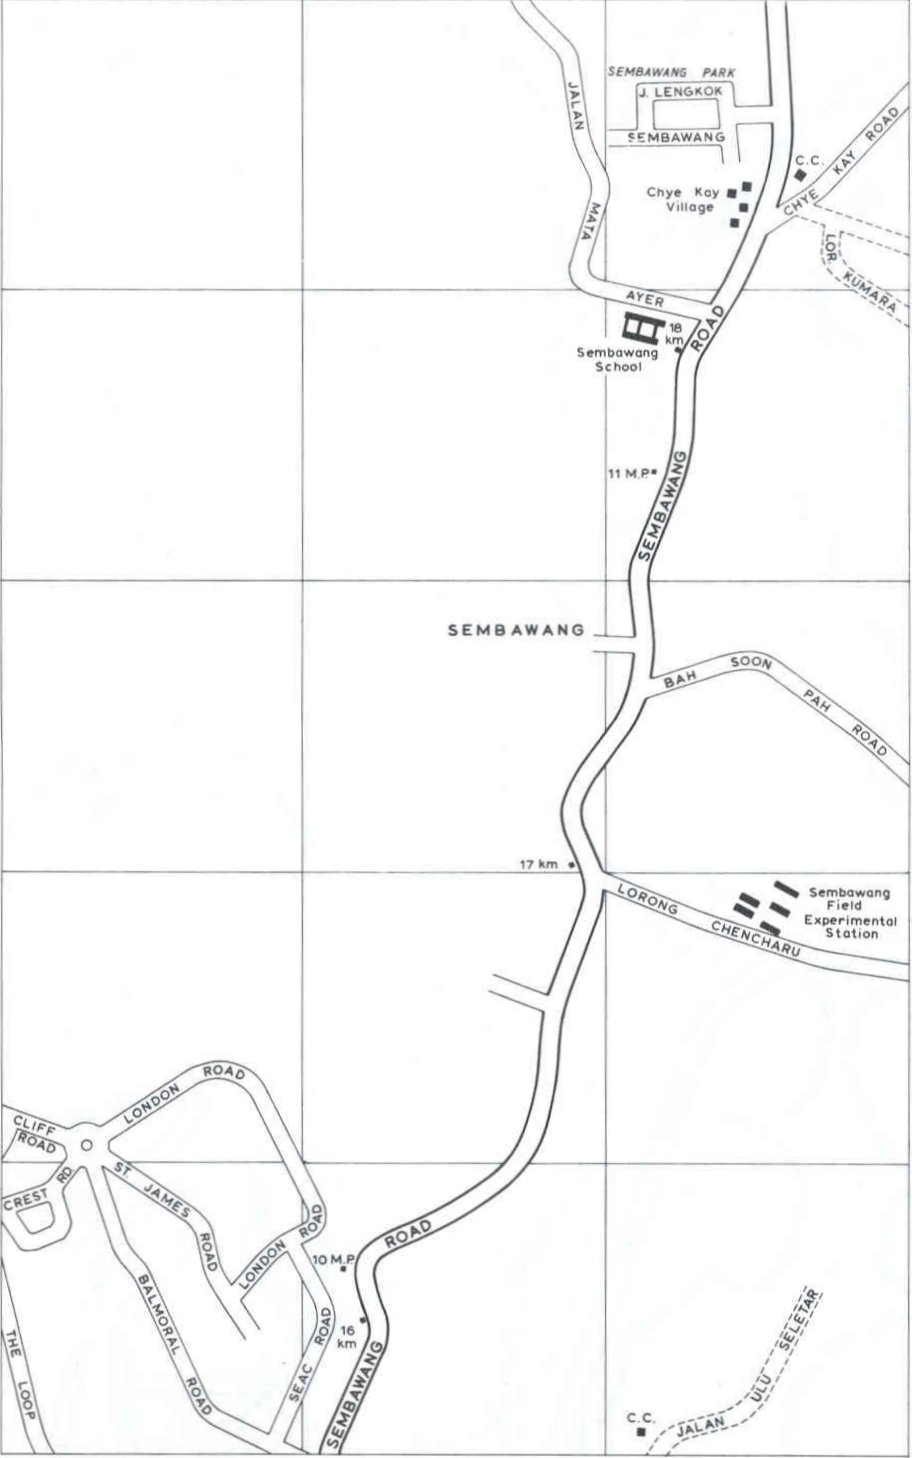 SEMBAWANG PARK
J. LENGKOK
SEMBAWANG
JALAN
MATA
AYER
C.C.
CHYE KAY ROAD
Chye Kay
Village
LOR. KUMARA
18
km
ROAD
Sembawang
School
11 M.P.
SEMBAWANG
SEMBAWANG
BAH SOON PAH ROAD
17 km
LORONG CHENCHARU
Sembawang
Field
Experimental
Station
LONDON ROAD
CLIFF
ROAD
CREST RD.
ST. JAMES ROAD
LONDON ROAD
ROAD
10 M.P.
16
km
BALMORAL ROAD
SEAC ROAD
SEMBAWANG
THE LOOP
C.C.
JALAN ULU SELETAR